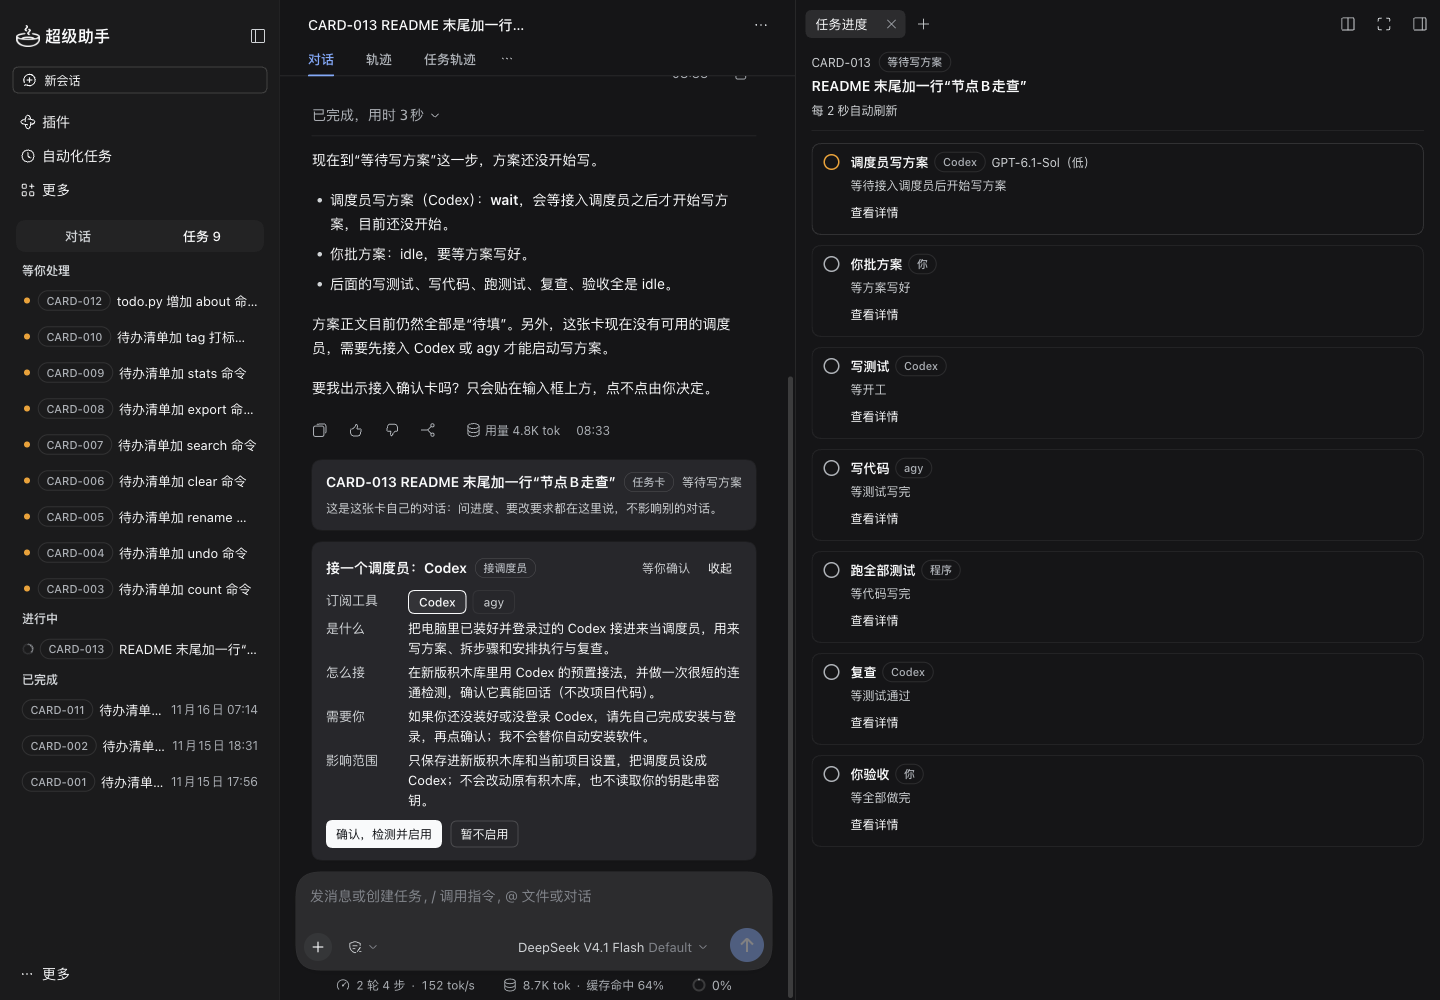 超级助手
新会话
插件
自动化任务
更多
对话
任务 9
等你处理
CARD-012 todo.py 增加 about 命...
CARD-010 待办清单加 tag 打标...
CARD-009 待办清单加 stats 命令
CARD-008 待办清单加 export 命...
CARD-007 待办清单加 search 命令
CARD-006 待办清单加 clear 命令
CARD-005 待办清单加 rename ...
CARD-004 待办清单加 undo 命令
CARD-003 待办清单加 count 命令
进行中
CARD-013 README 末尾加一行“...
已完成
CARD-011 待办清单... 11月16日 07:14
CARD-002 待办清单... 11月15日 18:31
CARD-001 待办清单... 11月15日 17:56
··· 更多
CARD-013 README 末尾加一行...
···
对话 轨迹 任务轨迹 ···
已完成，用时 3 秒
现在到“等待写方案”这一步，方案还没开始写。
• 调度员写方案（Codex）：wait，会等接入调度员之后才开始写方
案，目前还没开始。
• 你批方案：idle，要等方案写好。
• 后面的写测试、写代码、跑测试、复查、验收全是 idle。
方案正文目前仍然全部是“待填”。另外，这张卡现在没有可用的调度
员，需要先接入 Codex 或 agy 才能启动写方案。
要我出示接入确认卡吗？只会贴在输入框上方，点不点由你决定。
用量 4.8K tok 08:33
CARD-013 README 末尾加一行“节点 B 走查” 任务卡 等待写方案
这是这张卡自己的对话：问进度、要改要求都在这里说，不影响别的对话。
接一个调度员：Codex 接调度员 等你确认 收起
订阅工具 Codex agy
是什么 把电脑里已装好并登录过的 Codex 接进来当调度员，用来
写方案、拆步骤和安排执行与复查。
怎么接 在新版积木库里用 Codex 的预置接法，并做一次很短的连
通检测，确认它真能回话（不改项目代码）。
需要你 如果你还没装好或没登录 Codex，请先自己完成安装与登
录，再点确认；我不会替你自动安装软件。
影响范围 只保存进新版积木库和当前项目设置，把调度员设成
Codex；不会改动原有积木库，也不读取你的钥匙串密
钥。
确认，检测并启用 暂不启用
发消息或创建任务, / 调用指令, @ 文件或对话
DeepSeek V4.1 Flash Default
2 轮 4 步 · 152 tok/s 8.7K tok · 缓存命中 64% 0%
任务进度
CARD-013 等待写方案
README 末尾加一行“节点 B 走查”
每 2 秒自动刷新
调度员写方案 Codex GPT-6.1-Sol（低）
等待接入调度员后开始写方案
查看详情
你批方案 你
等方案写好
查看详情
写测试 Codex
等开工
查看详情
写代码 agy
等测试写完
查看详情
跑全部测试 程序
等代码写完
查看详情
复查 Codex
等测试通过
查看详情
你验收 你
等全部做完
查看详情